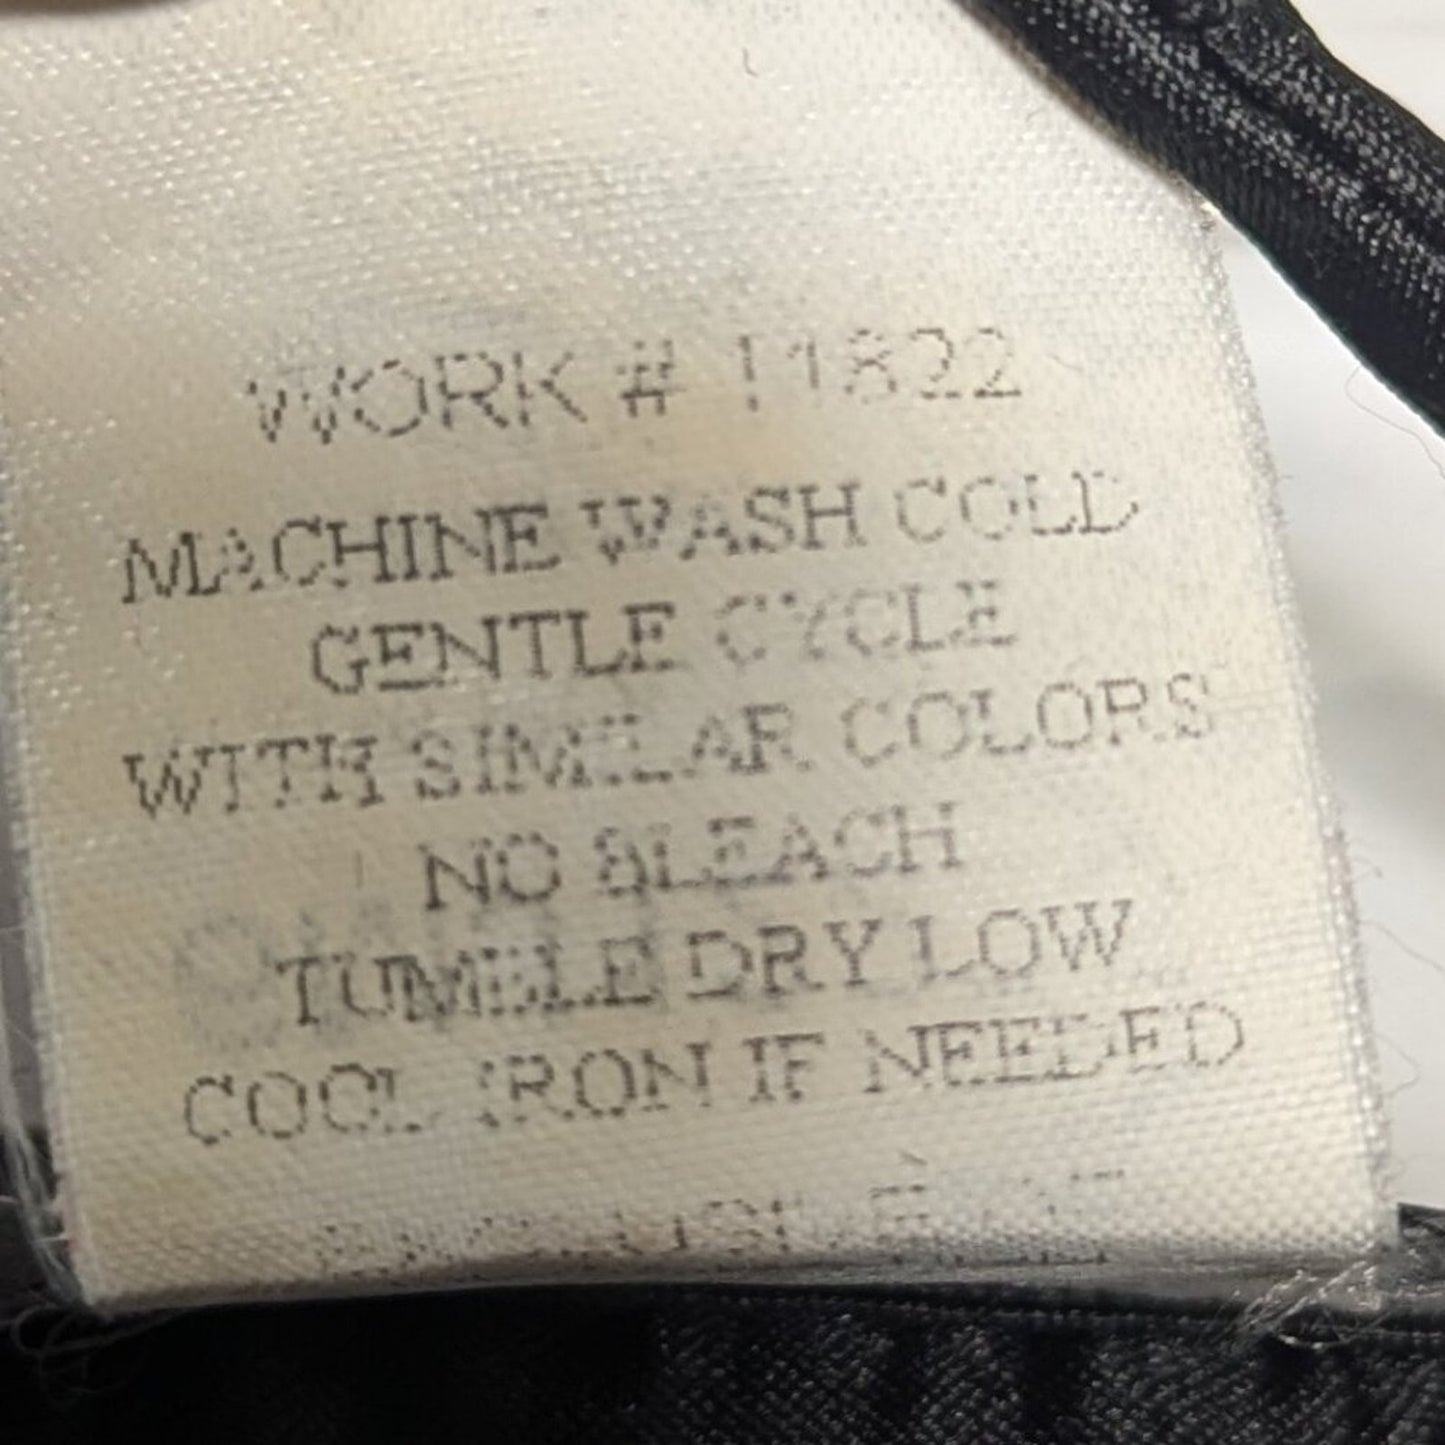 WORK # 11822
MACHINE WASH COLD
GENTLE CYCLE
WITH SIMILAR COLORS
NO BLEACH
TUMBLE DRY LOW
COOL IRON IF NEEDED